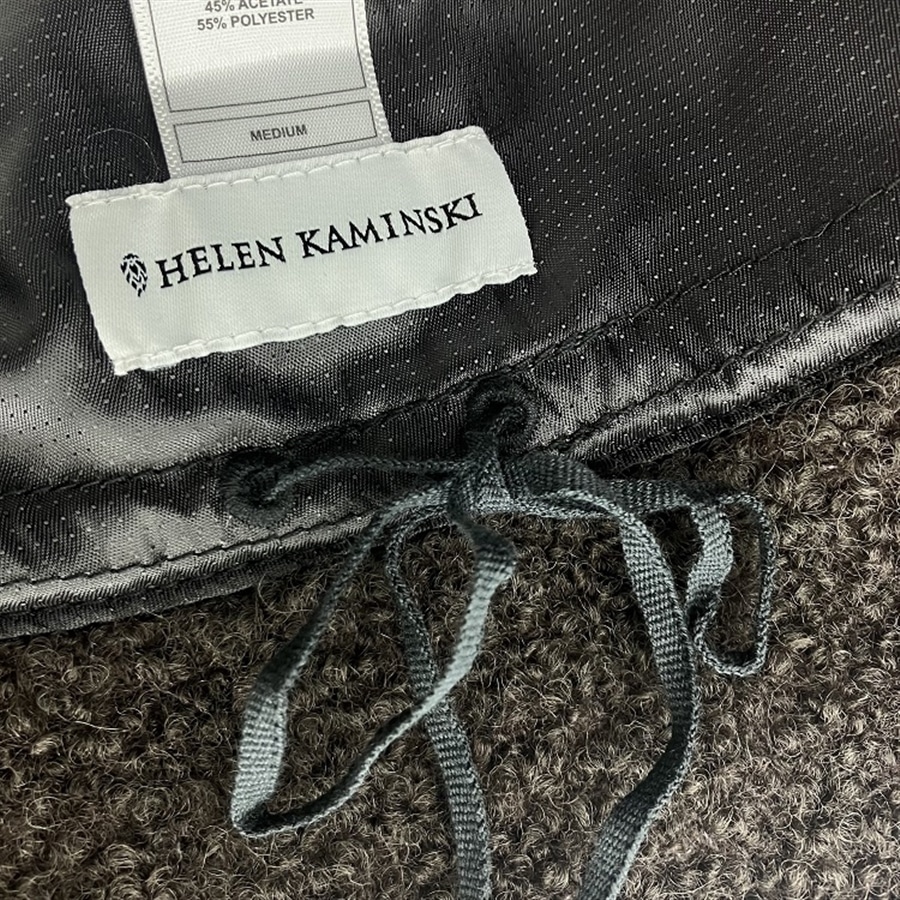 45% ACETATE
55% POLYESTER
MEDIUM
HELEN KAMINSKI